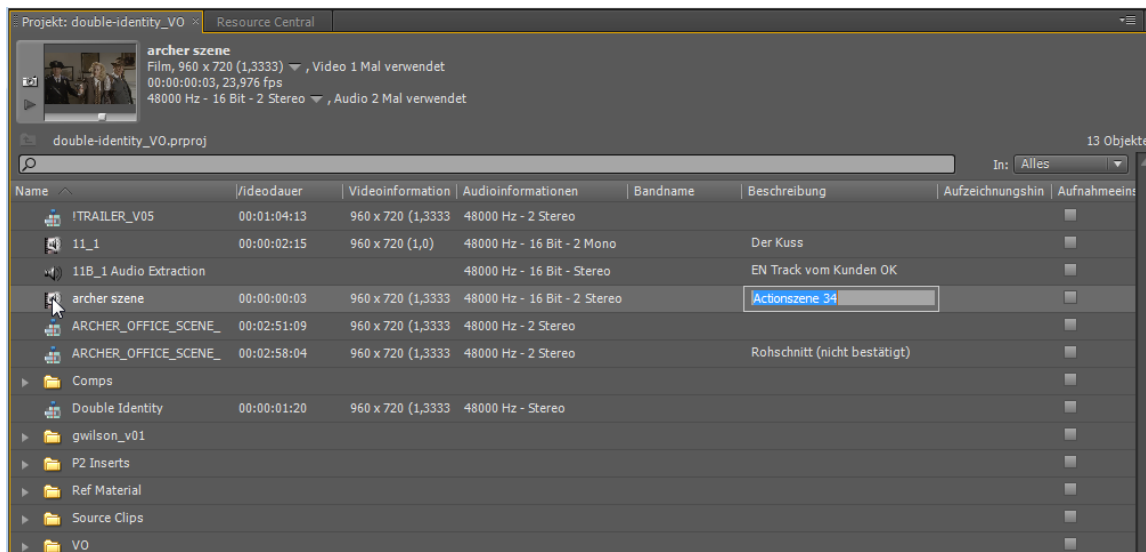 Projekt: double-identity_VO × Resource Central
archer szene
Film, 960 x 720 (1,3333) , Video 1 Mal verwendet
00:00:00:03, 23,976 fps
48000 Hz - 16 Bit - 2 Stereo , Audio 2 Mal verwendet
double-identity_VO.prproj 13 Objekte
In: Alles
Name /ideodauer Videoinformation Audioinformationen Bandname Beschreibung Aufzeichnungshin Aufnahmeeins
!TRAILER_V05 00:01:04:13 960 x 720 (1,3333 48000 Hz - 2 Stereo
11_1 00:00:02:15 960 x 720 (1,0) 48000 Hz - 16 Bit - 2 Mono Der Kuss
11B_1 Audio Extraction 48000 Hz - 16 Bit - Stereo EN Track vom Kunden OK
archer szene 00:00:00:03 960 x 720 (1,3333 48000 Hz - 16 Bit - 2 Stereo Actionszene 34
ARCHER_OFFICE_SCENE_ 00:02:51:09 960 x 720 (1,3333 48000 Hz - 2 Stereo
ARCHER_OFFICE_SCENE_ 00:02:58:04 960 x 720 (1,3333 48000 Hz - 2 Stereo Rohschnitt (nicht bestätigt)
Comps
Double Identity 00:00:01:20 960 x 720 (1,3333 48000 Hz - Stereo
gwilson_v01
P2 Inserts
Ref Material
Source Clips
VO